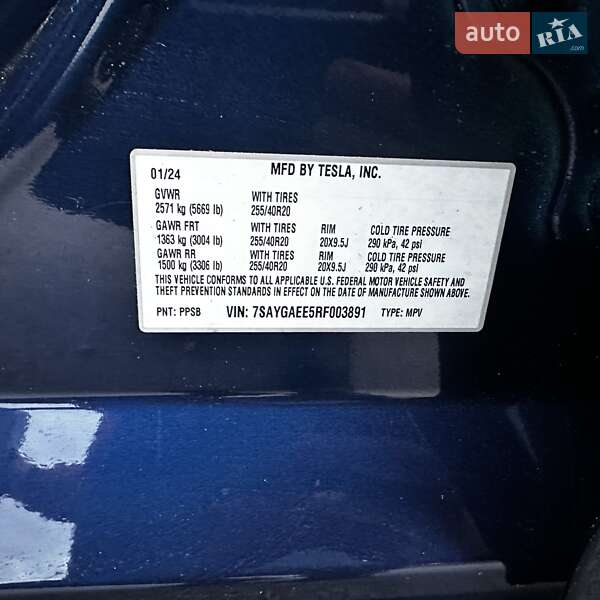 auto RIA .com
01/24 MFD BY TESLA, INC.
GVWR WITH TIRES
2571 kg (5669 lb) 255/40R20
GAWR FRT WITH TIRES RIM COLD TIRE PRESSURE
1363 kg (3004 lb) 255/40R20 20X9.5J 290 kPa, 42 psi
GAWR RR WITH TIRES RIM COLD TIRE PRESSURE
1500 kg (3306 lb) 255/40R20 20X9.5J 290 kPa, 42 psi
THIS VEHICLE CONFORMS TO ALL APPLICABLE U.S. FEDERAL MOTOR VEHICLE SAFETY AND
THEFT PREVENTION STANDARDS IN EFFECT ON THE DATE OF MANUFACTURE SHOWN ABOVE.
PNT: PPSB VIN: 7SAYGAEE5RF003891 TYPE: MPV